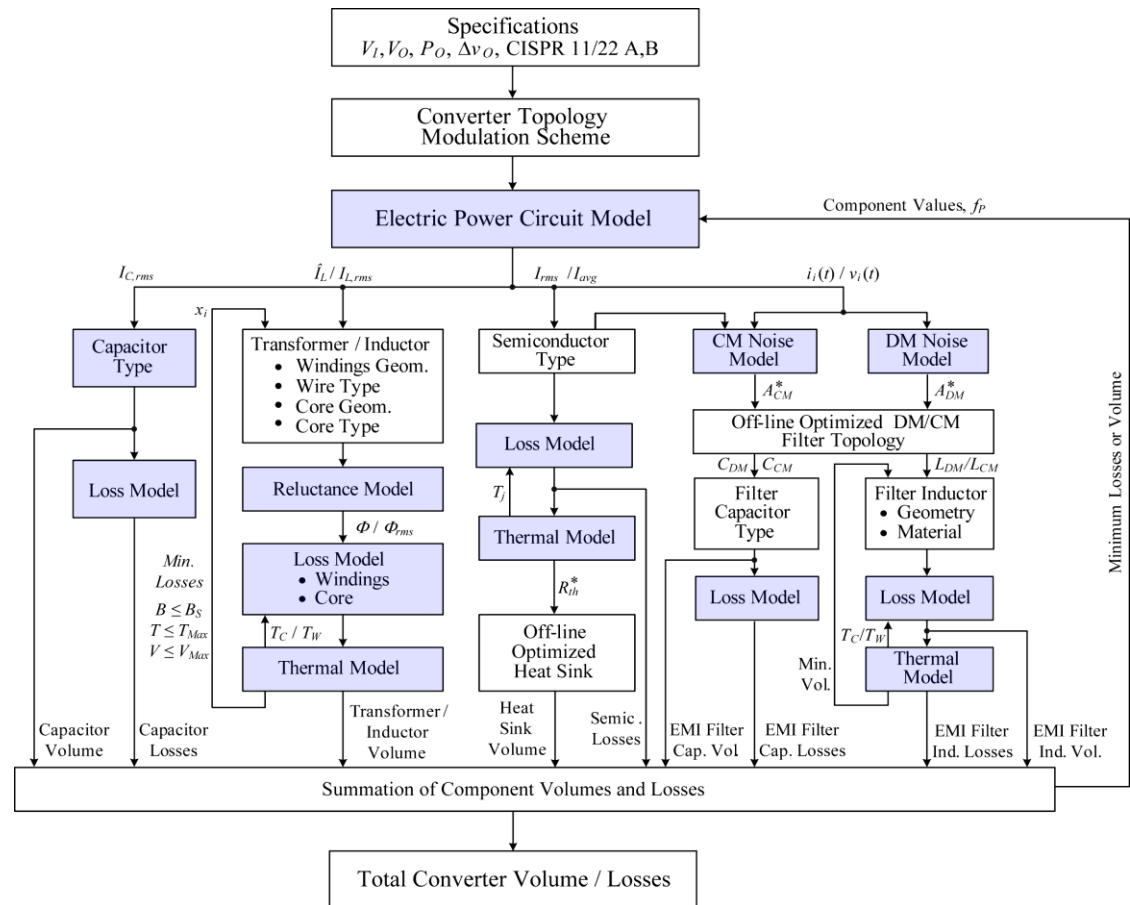 Specifications
V_I, V_O, P_O, Δv_O, CISPR 11/22 A,B
Converter Topology
Modulation Scheme
Electric Power Circuit Model
Component Values, f_P
I_C,rms
Î_L / I_L,rms
I_rms / I_avg
i_i(t) / v_i(t)
x_i
Capacitor
Type
Transformer / Inductor
• Windings Geom.
• Wire Type
• Core Geom.
• Core Type
Semiconductor
Type
CM Noise
Model
DM Noise
Model
A*_CM
A*_DM
Off-line Optimized DM/CM
Filter Topology
Loss Model
Reluctance Model
Loss Model
T_j
C_DM C_CM
L_DM/L_CM
Filter
Capacitor
Type
Filter Inductor
• Geometry
• Material
Φ / Φ_rms
Thermal Model
Min.
Losses
B ≤ B_S
T ≤ T_Max
V ≤ V_Max
Loss Model
• Windings
• Core
R*_th
Loss Model
Loss Model
T_C / T_W
T_C/T_W
Thermal Model
Off-line
Optimized
Heat Sink
Min.
Vol.
Thermal
Model
Minimum Losses or Volume
Capacitor
Volume
Capacitor
Losses
Transformer /
Inductor
Volume
Heat
Sink
Volume
Semic .
Losses
EMI Filter
Cap. Vol.
EMI Filter
Cap. Losses
EMI Filter
Ind. Losses
EMI Filter
Ind. Vol.
Summation of Component Volumes and Losses
Total Converter Volume / Losses